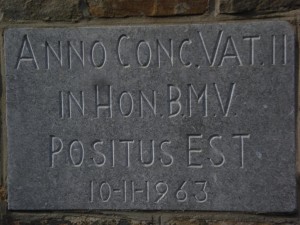 ANNO CONC. VAT. II
IN HON. B.M.V.
POSITUS EST
10-11-1963